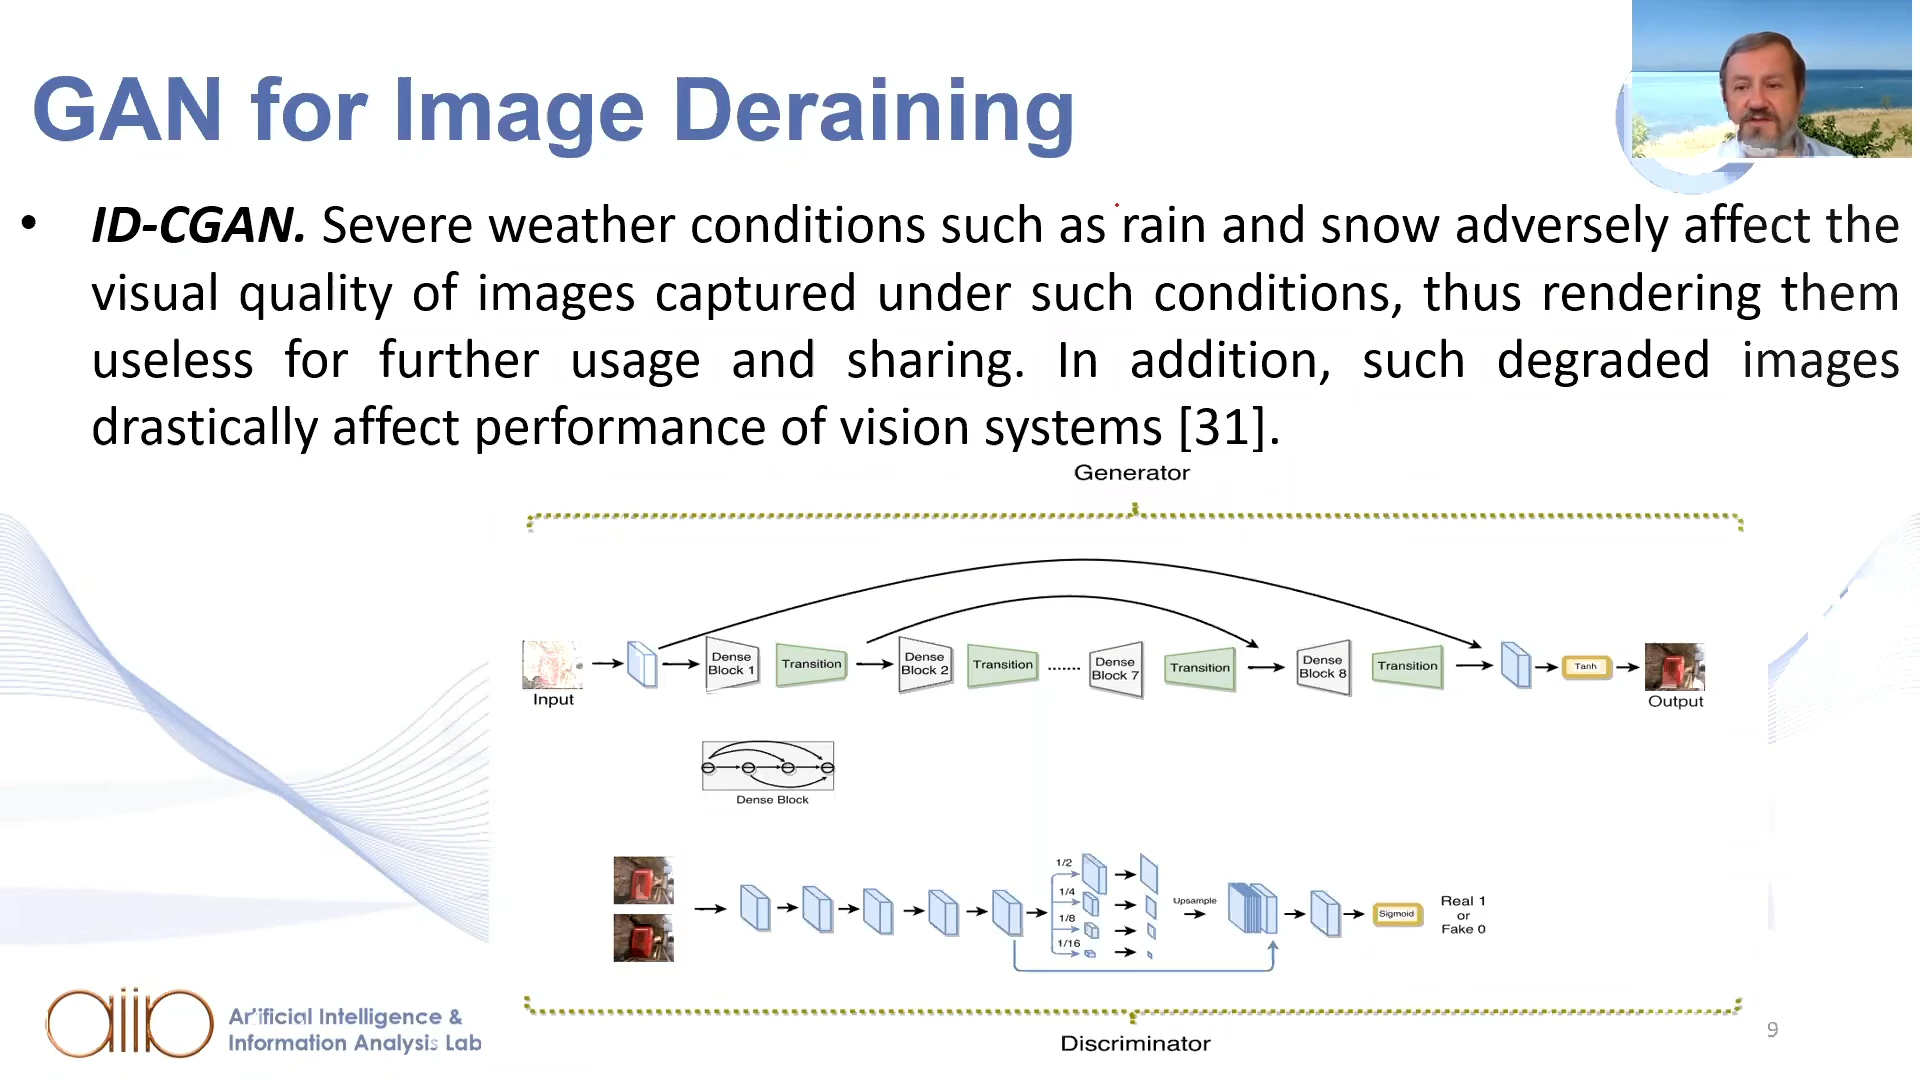 GAN for Image Deraining
• ID-CGAN. Severe weather conditions such as rain and snow adversely affect the
visual quality of images captured under such conditions, thus rendering them
useless for further usage and sharing. In addition, such degraded images
drastically affect performance of vision systems [31].
Generator
Input
Dense
Block 1
Transition
Dense
Block 2
Transition
.......
Dense
Block 7
Transition
Dense
Block 8
Transition
Tanh
Output
Dense Block
1/2
1/4
1/8
1/16
Upsample
Sigmoid
Real 1
or
Fake 0
Discriminator
aiia
Artificial Intelligence &
Information Analysis Lab
9